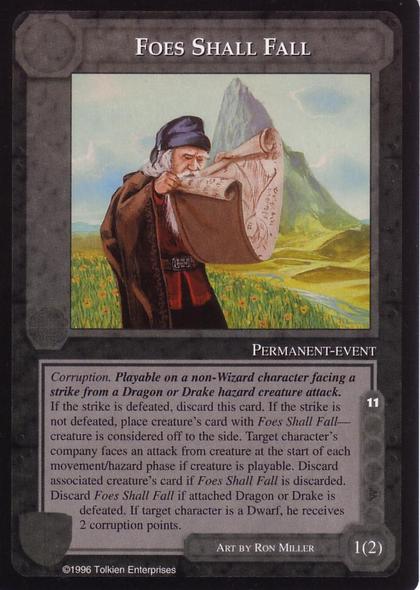 FOES SHALL FALL
PERMANENT-EVENT
Corruption. Playable on a non-Wizard character facing a
strike from a Dragon or Drake hazard creature attack.
If the strike is defeated, discard this card. If the strike is
not defeated, place creature's card with Foes Shall Fall—
creature is considered off to the side. Target character's
company faces an attack from creature at the start of each
movement/hazard phase if creature is playable. Discard
associated creature's card if Foes Shall Fall is discarded.
Discard Foes Shall Fall if attached Dragon or Drake is
defeated. If target character is a Dwarf, he receives
2 corruption points.
11
ART BY RON MILLER
1(2)
©1996 Tolkien Enterprises